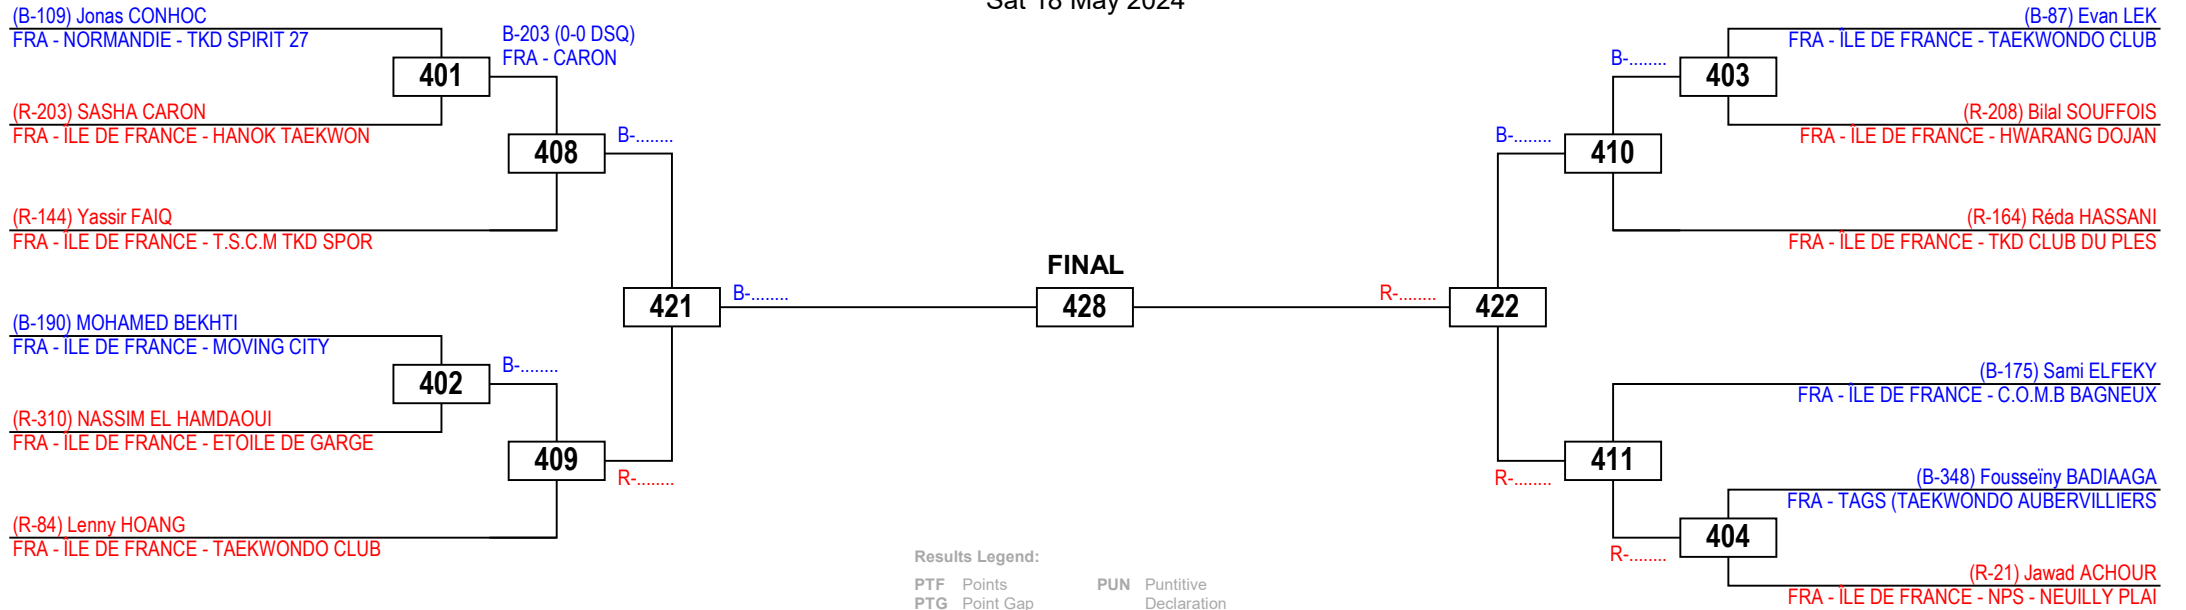 Sat 18 May 2024
(B-109) Jonas CONHOC
FRA - NORMANDIE - TKD SPIRIT 27
401
B-203 (0-0 DSQ)
FRA - CARON
(R-203) SASHA CARON
FRA - ÎLE DE FRANCE - HANOK TAEKWON
408
B-........
(R-144) Yassir FAIQ
FRA - ÎLE DE FRANCE - T.S.C.M TKD SPOR
421
B-........
(B-190) MOHAMED BEKHTI
FRA - ÎLE DE FRANCE - MOVING CITY
402
B-........
(R-310) NASSIM EL HAMDAOUI
FRA - ÎLE DE FRANCE - ETOILE DE GARGE
409
R-........
(R-84) Lenny HOANG
FRA - ÎLE DE FRANCE - TAEKWONDO CLUB
FINAL
428
(B-87) Evan LEK
FRA - ÎLE DE FRANCE - TAEKWONDO CLUB
B-........
403
(R-208) Bilal SOUFFOIS
FRA - ÎLE DE FRANCE - HWARANG DOJAN
B-........
410
(R-164) Réda HASSANI
FRA - ÎLE DE FRANCE - TKD CLUB DU PLES
R-........
422
(B-175) Sami ELFEKY
FRA - ÎLE DE FRANCE - C.O.M.B BAGNEUX
R-........
411
(B-348) Fousseïny BADIAAGA
FRA - TAGS (TAEKWONDO AUBERVILLIERS
R-........
404
(R-21) Jawad ACHOUR
FRA - ÎLE DE FRANCE - NPS - NEUILLY PLAI
Results Legend:
PTF Points PUN Puntitive
PTG Point Gap Declaration